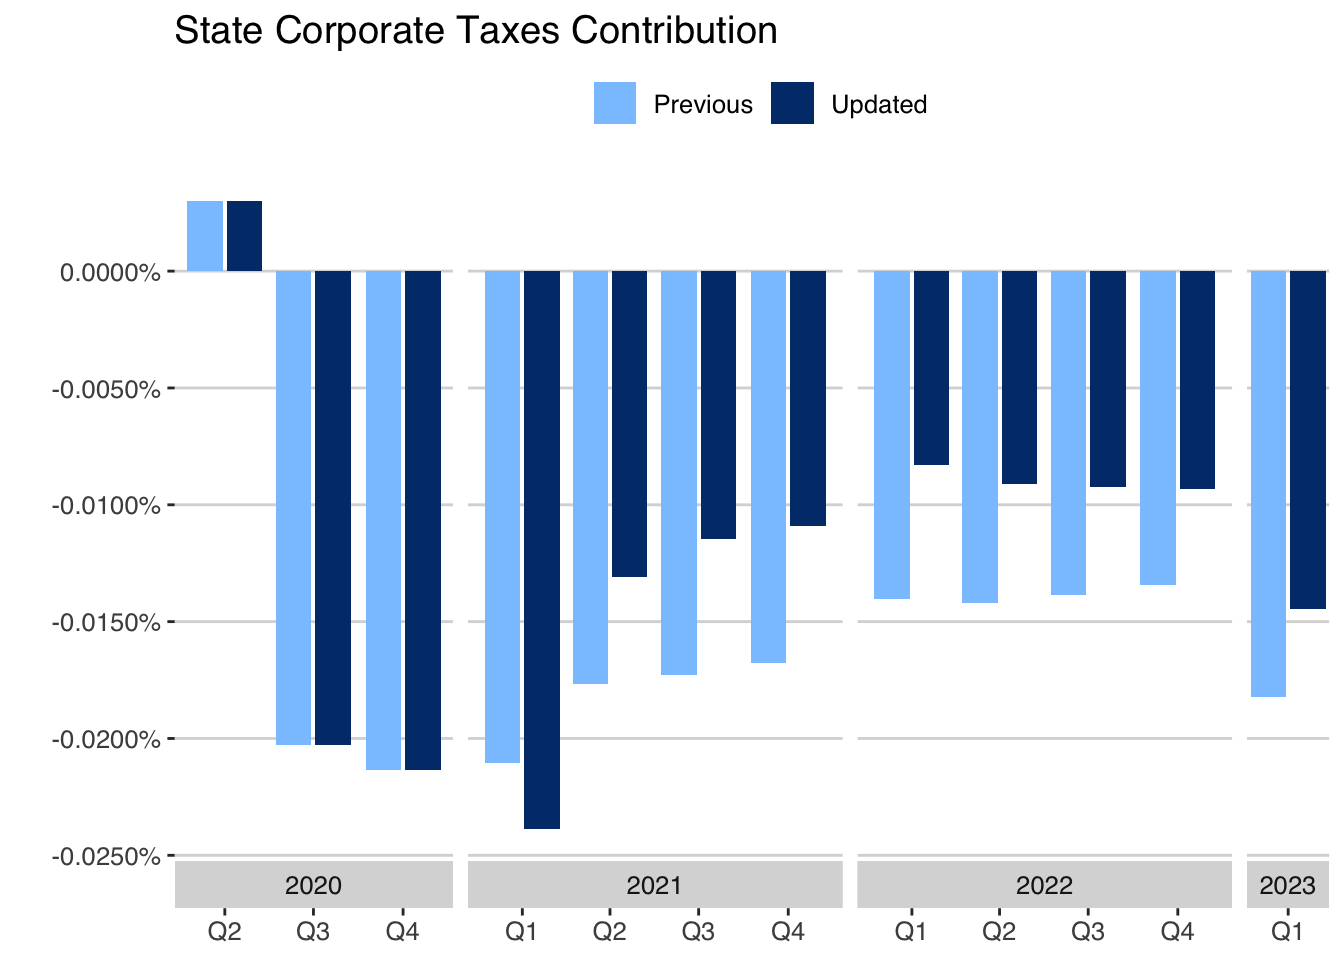 State Corporate Taxes Contribution
Previous Updated
0.0000%
-0.0050%
-0.0100%
-0.0150%
-0.0200%
-0.0250%
2020 2021 2022 2023
Q2 Q3 Q4 Q1 Q2 Q3 Q4 Q1 Q2 Q3 Q4 Q1